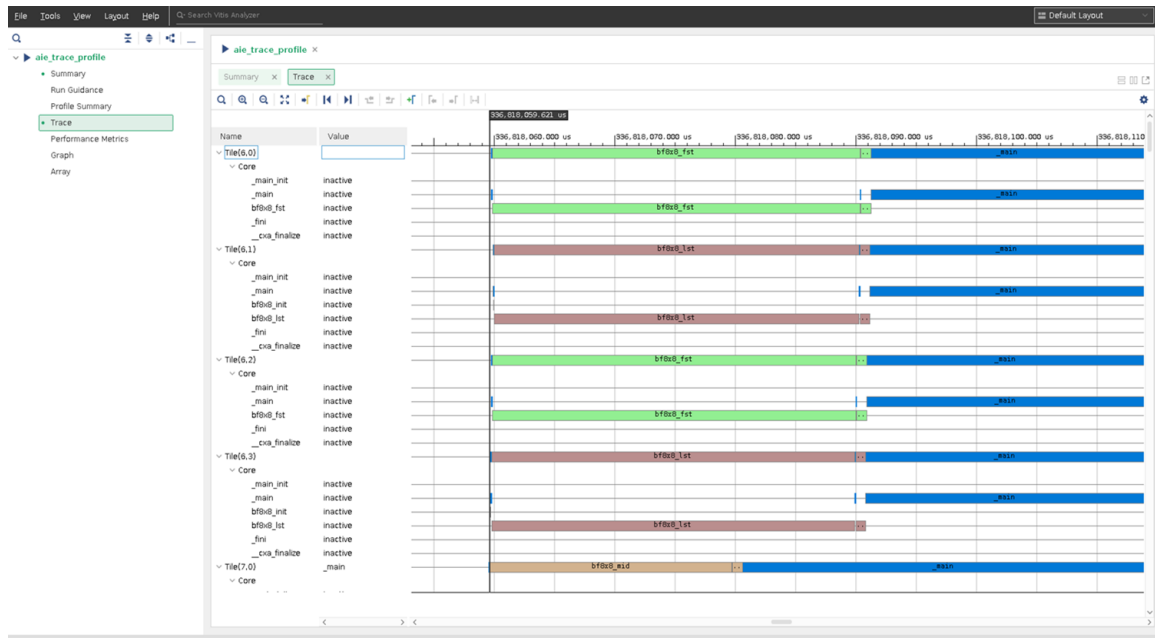 File Tools View Layout Help Search Vitis Analyzer Default Layout
aie_trace_profile
Summary
Run Guidance
Profile Summary
Trace
Performance Metrics
Graph
Array
aie_trace_profile ×
Summary × Trace ×
336,818,059.621 us
Name Value 336,818,060.000 us 336,818,070.000 us 336,818,080.000 us 336,818,090.000 us 336,818,100.000 us 336,818,110
Tile(6,0) bf8x8_fst .. _main
Core
_main_init inactive
_main inactive _main
bf8x8_fst inactive bf8x8_fst ..
_fini inactive
__cxa_finalize inactive
Tile(6,1) bf8x8_lst .. _main
Core
_main_init inactive
_main inactive _main
bf8x8_init inactive
bf8x8_lst inactive bf8x8_lst ..
_fini inactive
__cxa_finalize inactive
Tile(6,2) bf8x8_fst .. _main
Core
_main_init inactive
_main inactive _main
bf8x8_fst inactive bf8x8_fst ..
_fini inactive
__cxa_finalize inactive
Tile(6,3) bf8x8_lst .. _main
Core
_main_init inactive
_main inactive _main
bf8x8_init inactive
bf8x8_lst inactive bf8x8_lst ..
_fini inactive
__cxa_finalize inactive
Tile(7,0) _main bf8x8_mid .. _main
Core